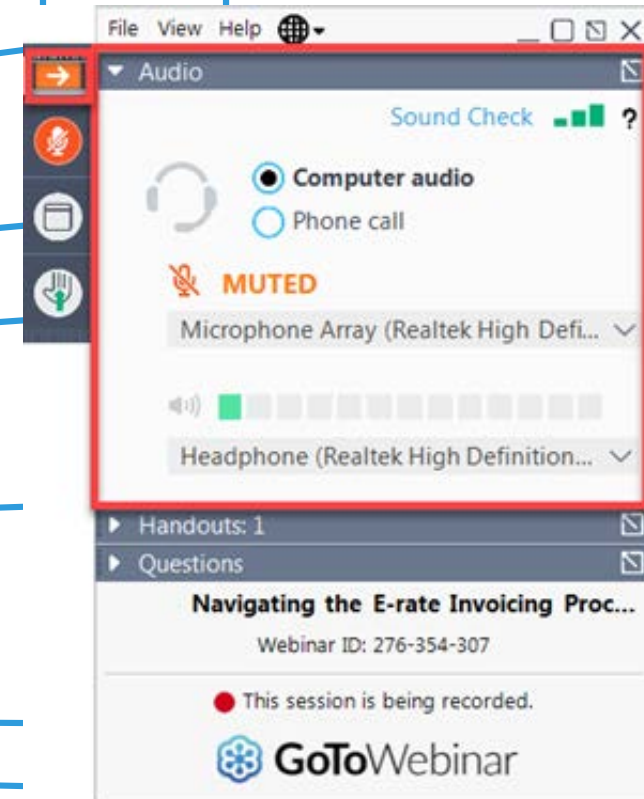 File View Help
Audio
Sound Check ?
Computer audio
Phone call
MUTED
Microphone Array (Realtek High Defi...
Headphone (Realtek High Definition...
Handouts: 1
Questions
Navigating the E-rate Invoicing Proc...
Webinar ID: 276-354-307
This session is being recorded.
GoToWebinar